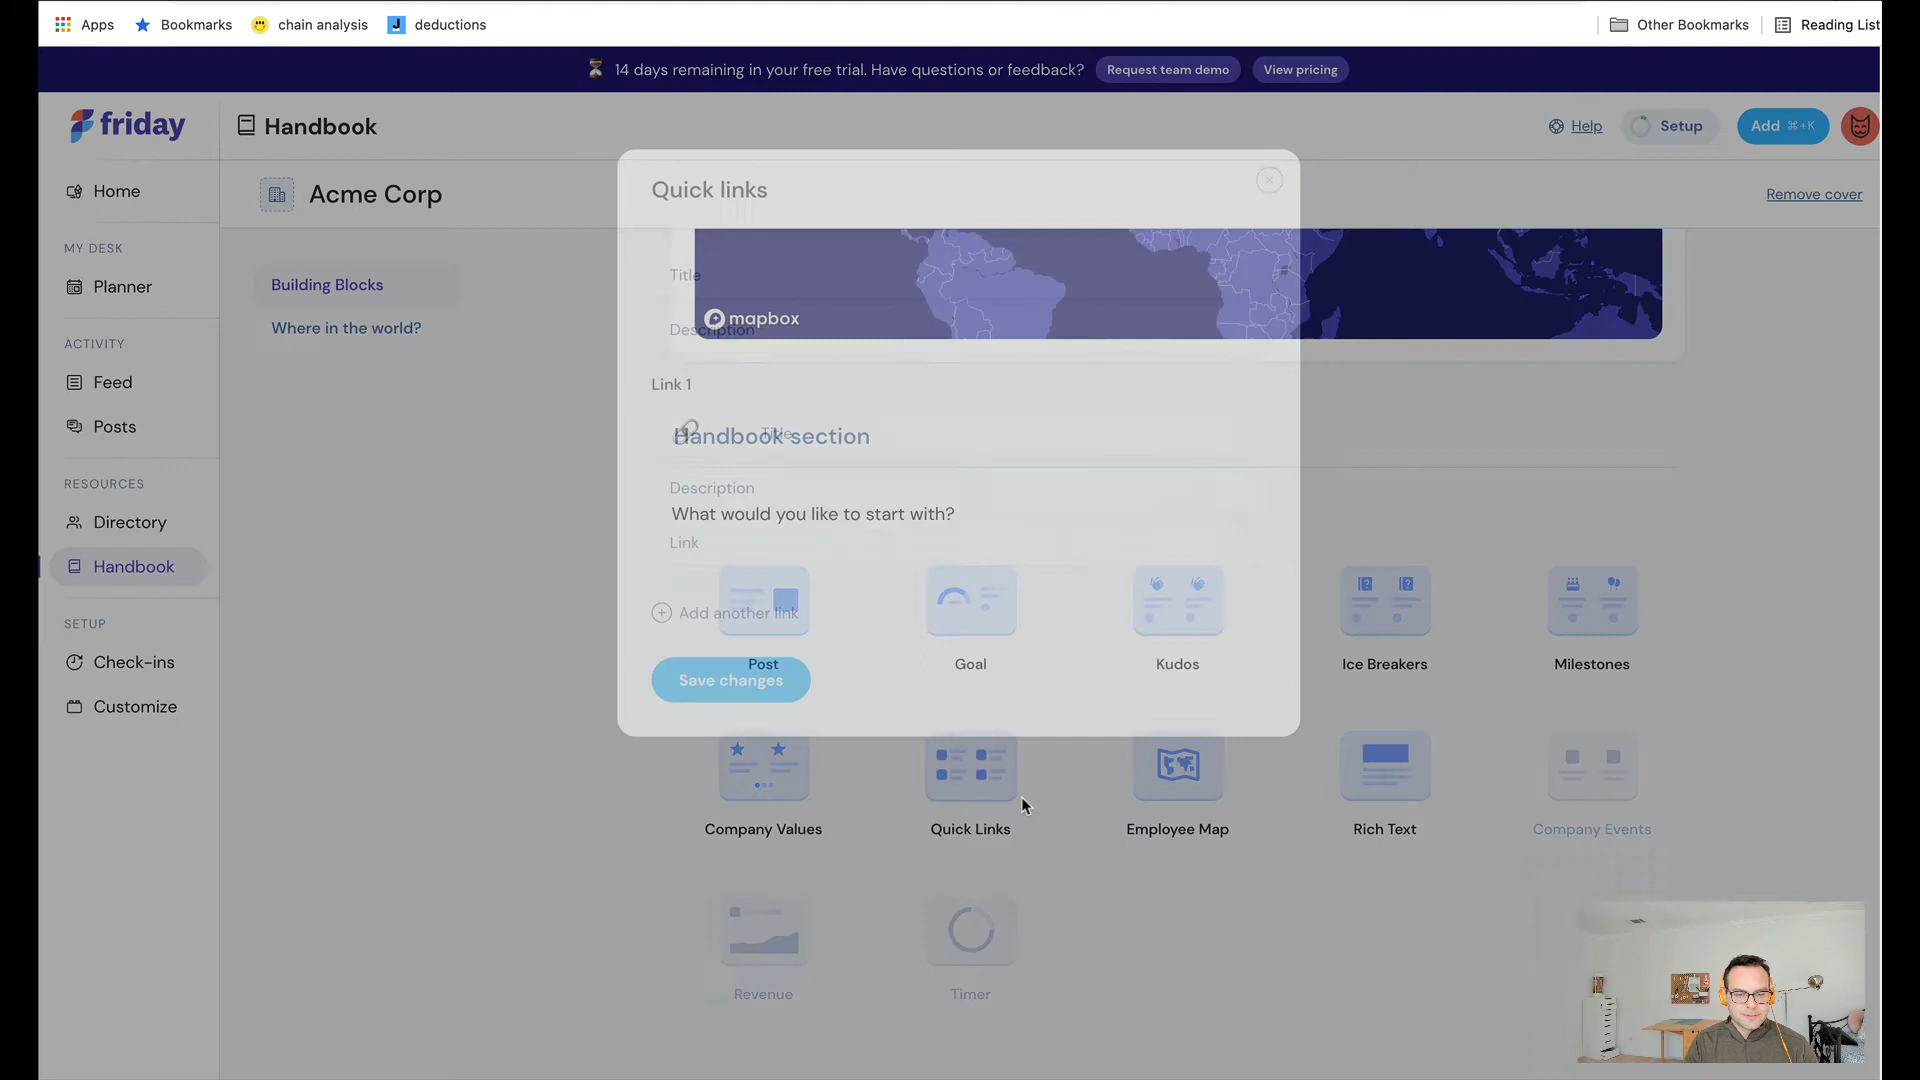 Apps
Bookmarks
chain analysis
J
deductions
Other Bookmarks
Reading List
14 days remaining in your free trial. Have questions or feedback?
Request team demo
View pricing
friday
Handbook
Help
Setup
Add ⌘+K
Home
Acme Corp
Remove cover
MY DESK
Planner
ACTIVITY
Feed
Posts
RESOURCES
Directory
Handbook
SETUP
Check-ins
Customize
Building Blocks
Where in the world?
Quick links
Title
mapbox
Description
Link 1
Handbook section
Title
Description
What would you like to start with?
Link
Add another link
Save changes
Post
Goal
Kudos
Ice Breakers
Milestones
Company Values
Quick Links
Employee Map
Rich Text
Company Events
Revenue
Timer